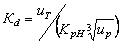 K_d = u_T / (K_{pH} ∛u_p)